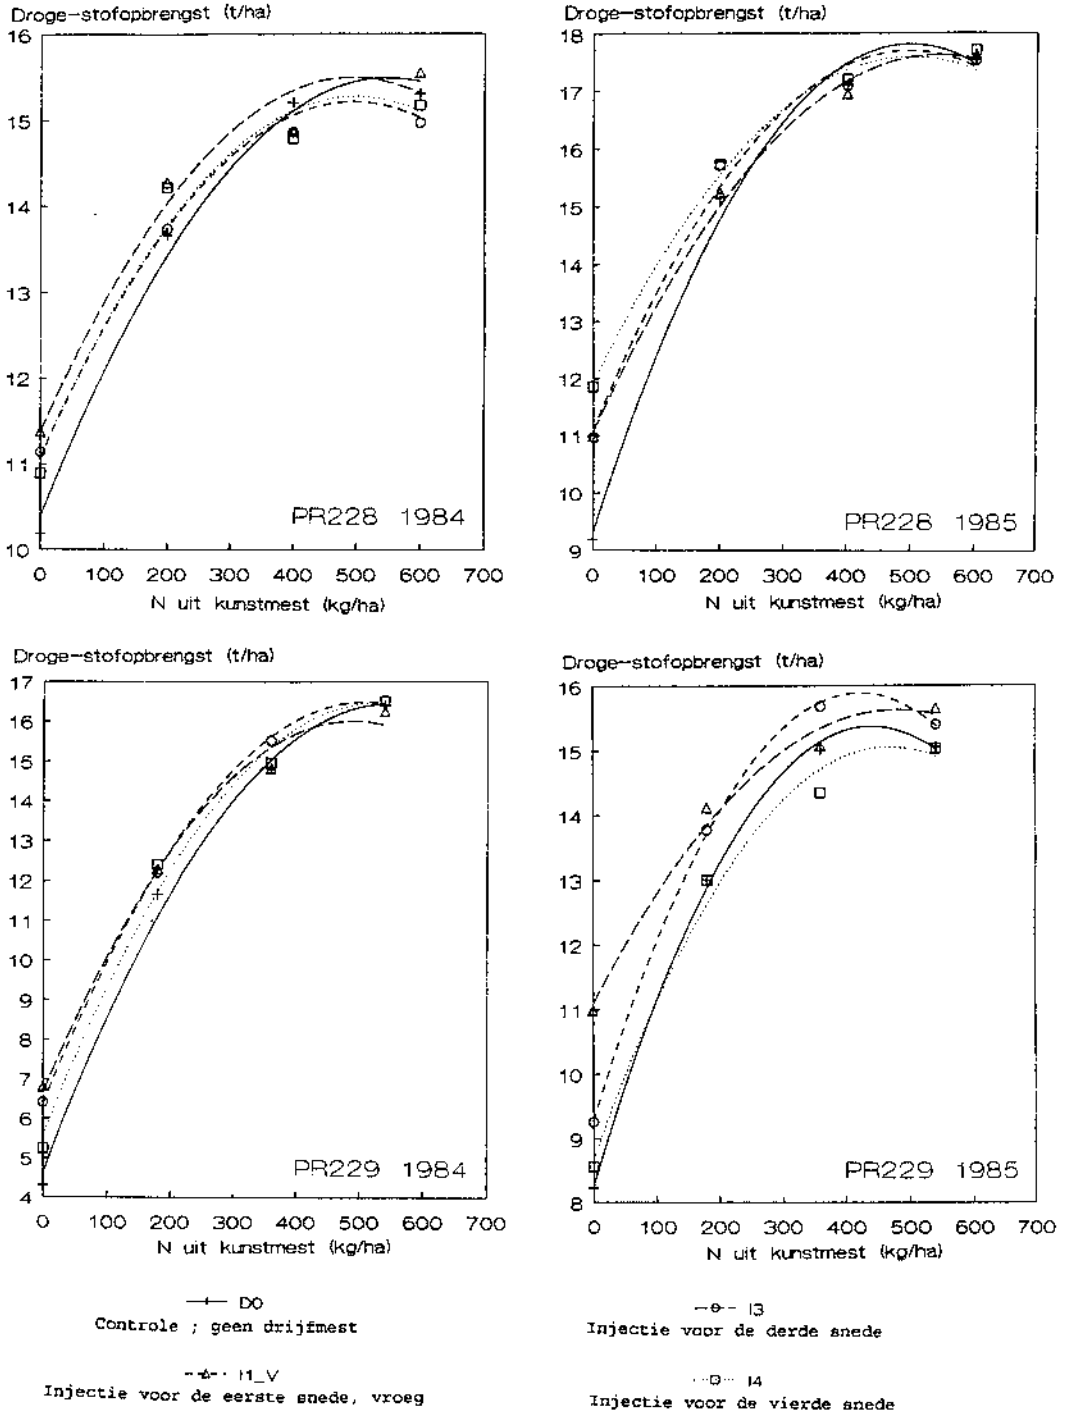 Droge-stofopbrengst (t/ha)
16
15
14
13
12
11
10
0 100 200 300 400 500 600 700
N uit kunstmest (kg/ha)
PR228 1984
Droge-stofopbrengst (t/ha)
18
17
16
15
14
13
12
11
10
9
0 100 200 300 400 500 600 700
N uit kunstmest (kg/ha)
PR228 1985
Droge-stofopbrengst (t/ha)
17
16
15
14
13
12
11
10
9
8
7
6
5
4
0 100 200 300 400 500 600 700
N uit kunstmest (kg/ha)
PR229 1984
Droge-stofopbrengst (t/ha)
16
15
14
13
12
11
10
9
8
0 100 200 300 400 500 600 700
N uit kunstmest (kg/ha)
PR229 1985
D0
Controle ; geen drijfmest
I1_V
Injectie voor de eerste snede, vroeg
I3
Injectie voor de derde snede
I4
Injectie voor de vierde snede